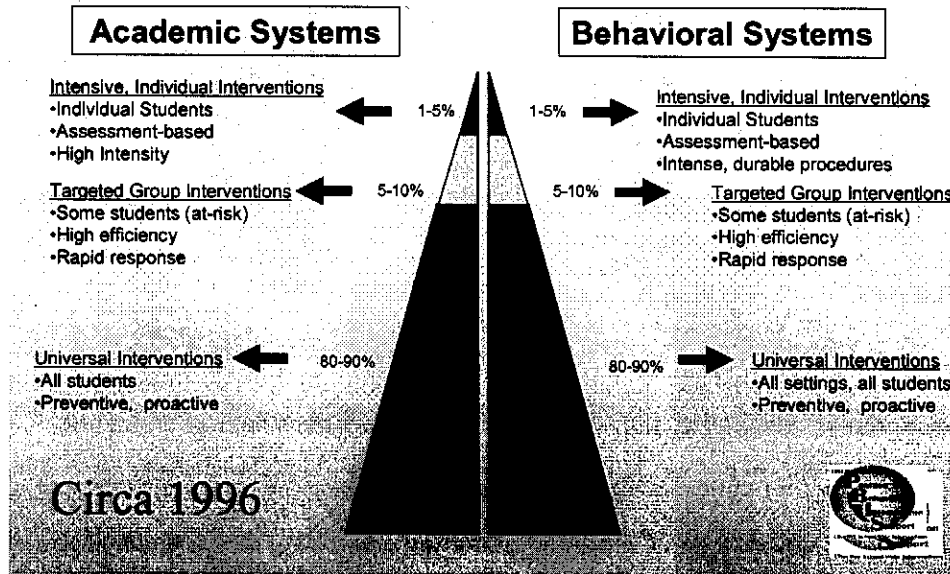 Academic Systems
Intensive, Individual Interventions
•Individual Students
•Assessment-based
•High Intensity
1-5%
Targeted Group Interventions
•Some students (at-risk)
•High efficiency
•Rapid response
5-10%
Universal Interventions
•All students
•Preventive, proactive
80-90%
Circa 1996
Behavioral Systems
1-5%
Intensive, Individual Interventions
•Individual Students
•Assessment-based
•Intense, durable procedures
5-10%
Targeted Group Interventions
•Some students (at-risk)
•High efficiency
•Rapid response
80-90%
Universal Interventions
•All settings, all students
•Preventive, proactive
PBIS